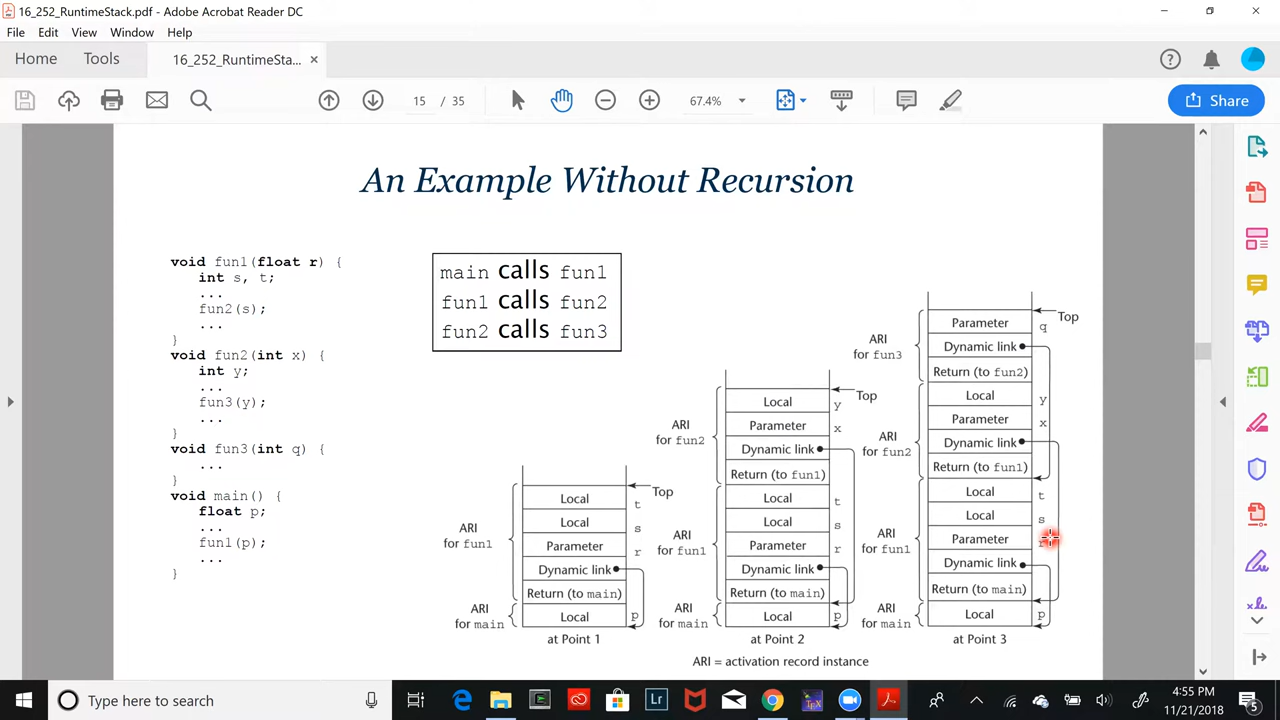 16_252_RuntimeStack.pdf - Adobe Acrobat Reader DC
File Edit View Window Help
Home Tools 16_252_RuntimeSta... ×
15 / 35 67.4% Share
An Example Without Recursion
void fun1(float r) {
int s, t;
...
fun2(s);
...
}
void fun2(int x) {
int y;
...
fun3(y);
...
}
void fun3(int q) {
...
}
void main() {
float p;
...
fun1(p);
...
}
main calls fun1
fun1 calls fun2
fun2 calls fun3
ARI
for fun1
ARI
for main
Local t
Local s
Parameter r
Dynamic link
Return (to main)
Local p
Top
at Point 1
ARI
for fun2
ARI
for fun1
ARI
for main
Local y
Parameter x
Dynamic link
Return (to fun1)
Local t
Local s
Parameter r
Dynamic link
Return (to main)
Local p
Top
at Point 2
ARI
for fun3
ARI
for fun2
ARI
for fun1
ARI
for main
Parameter q
Dynamic link
Return (to fun2)
Local y
Parameter x
Dynamic link
Return (to fun1)
Local t
Local s
Parameter
Dynamic link
Return (to main)
Local p
Top
at Point 3
ARI = activation record instance
Type here to search
Lr
4:55 PM
11/21/2018
5